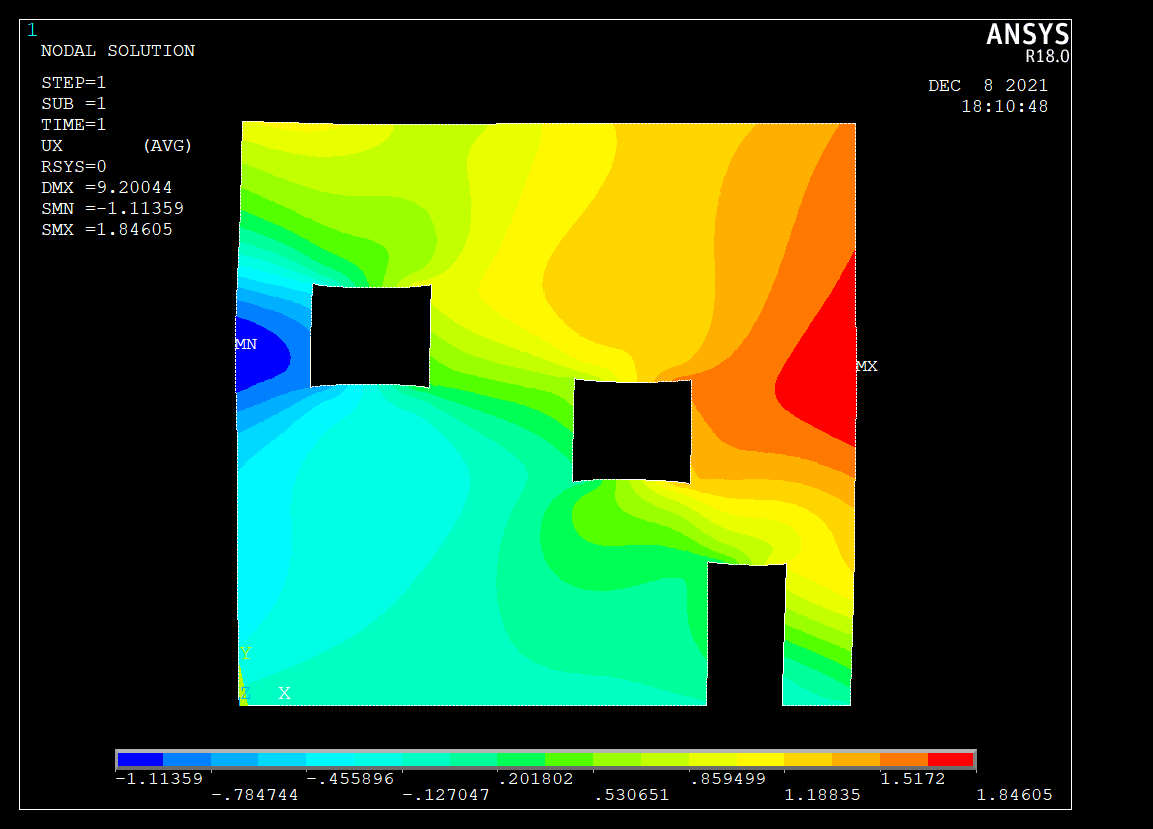 1
ANSYS
R18.0
NODAL SOLUTION
DEC 8 2021
18:10:48
STEP=1
SUB =1
TIME=1
UX (AVG)
RSYS=0
DMX =9.20044
SMN =-1.11359
SMX =1.84605
MN
MX
Y
Z X
-1.11359 -.455896 .201802 .859499 1.5172
-.784744 -.127047 .530651 1.18835 1.84605